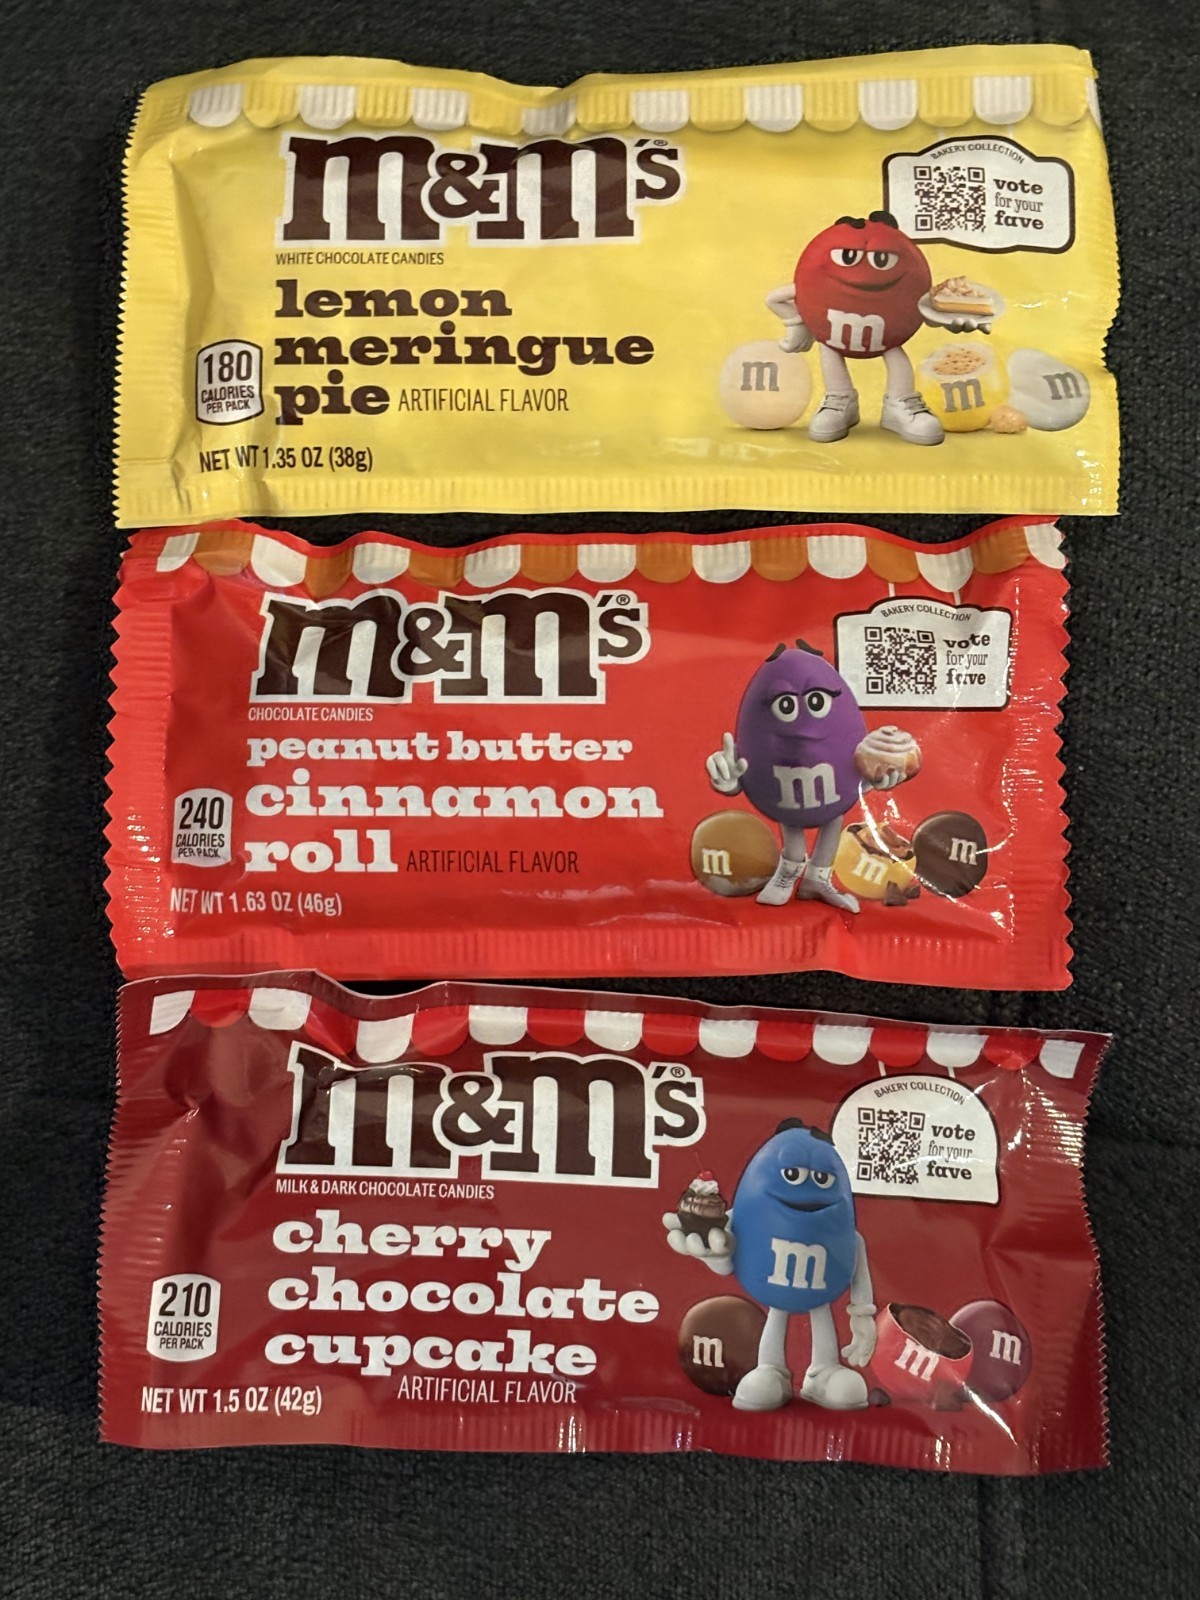 m&m's®
BAKERY COLLECTION
vote
for your
fave
WHITE CHOCOLATE CANDIES
lemon
meringue
pie ARTIFICIAL FLAVOR
180
CALORIES
PER PACK
NET WT 1.35 OZ (38g)
m
m
m
m
m&m's®
BAKERY COLLECTION
vote
for your
fave
CHOCOLATE CANDIES
peanut butter
cinnamon
roll ARTIFICIAL FLAVOR
240
CALORIES
PER PACK
NET WT 1.63 OZ (46g)
m
m
m
m
m&m's®
BAKERY COLLECTION
vote
for your
fave
MILK & DARK CHOCOLATE CANDIES
cherry
chocolate
cupcake
ARTIFICIAL FLAVOR
210
CALORIES
PER PACK
NET WT 1.5 OZ (42g)
m
m
m
m